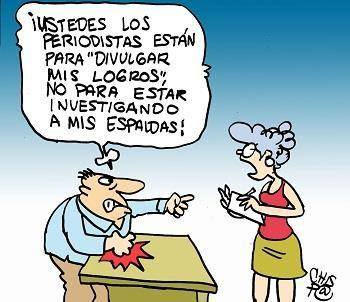 ¡USTEDES LOS
PERIODISTAS ESTÁN
PARA "DIVULGAR
MIS LOGROS",
NO PARA ESTAR
INVESTIGANDO
A MIS ESPALDAS!